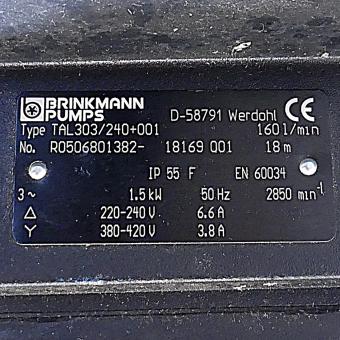 BRINKMANN
PUMPS D-58791 Werdohl CE
Type TAL303/240+001 160 l/min
No. R0506801382- 18169 001 18 m
IP 55 F EN 60034
3 ~ 1.5 kW 50 Hz 2850 min⁻¹
Δ 220-240 V 6.6 A
Y 380-420 V 3.8 A